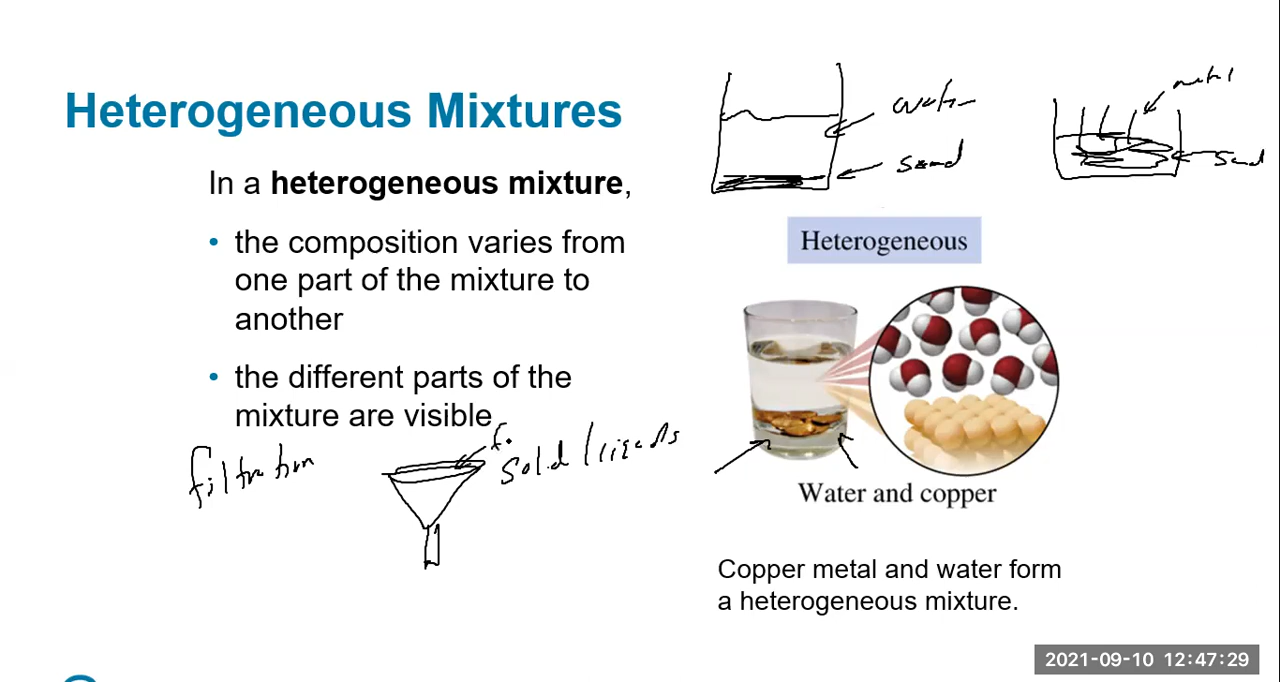 Heterogeneous Mixtures
In a heterogeneous mixture,
• the composition varies from
one part of the mixture to
another
• the different parts of the
mixture are visible
filtration
f.
Solid / liquids
water
sand
metal
sand
Heterogeneous
Water and copper
Copper metal and water form
a heterogeneous mixture.
2021-09-10 12:47:29